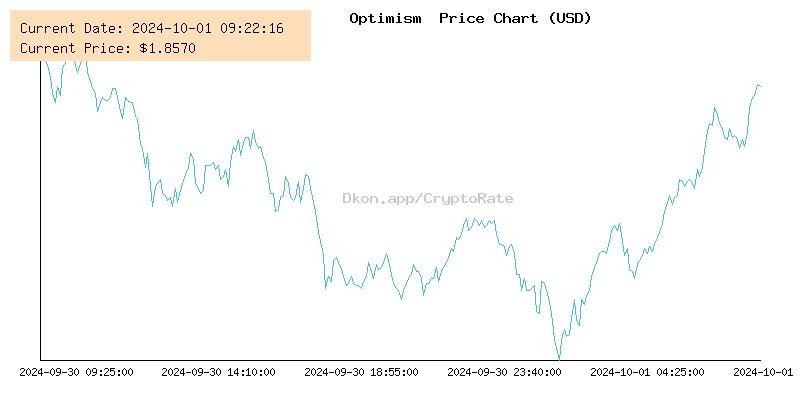 Optimism  Price Chart (USD)
Current Date: 2024-10-01 09:22:16
Current Price: $1.8570
Dkon.app/CryptoRate
2024-09-30 09:25:00 2024-09-30 14:10:00 2024-09-30 18:55:00 2024-09-30 23:40:00 2024-10-01 04:25:00 2024-10-01